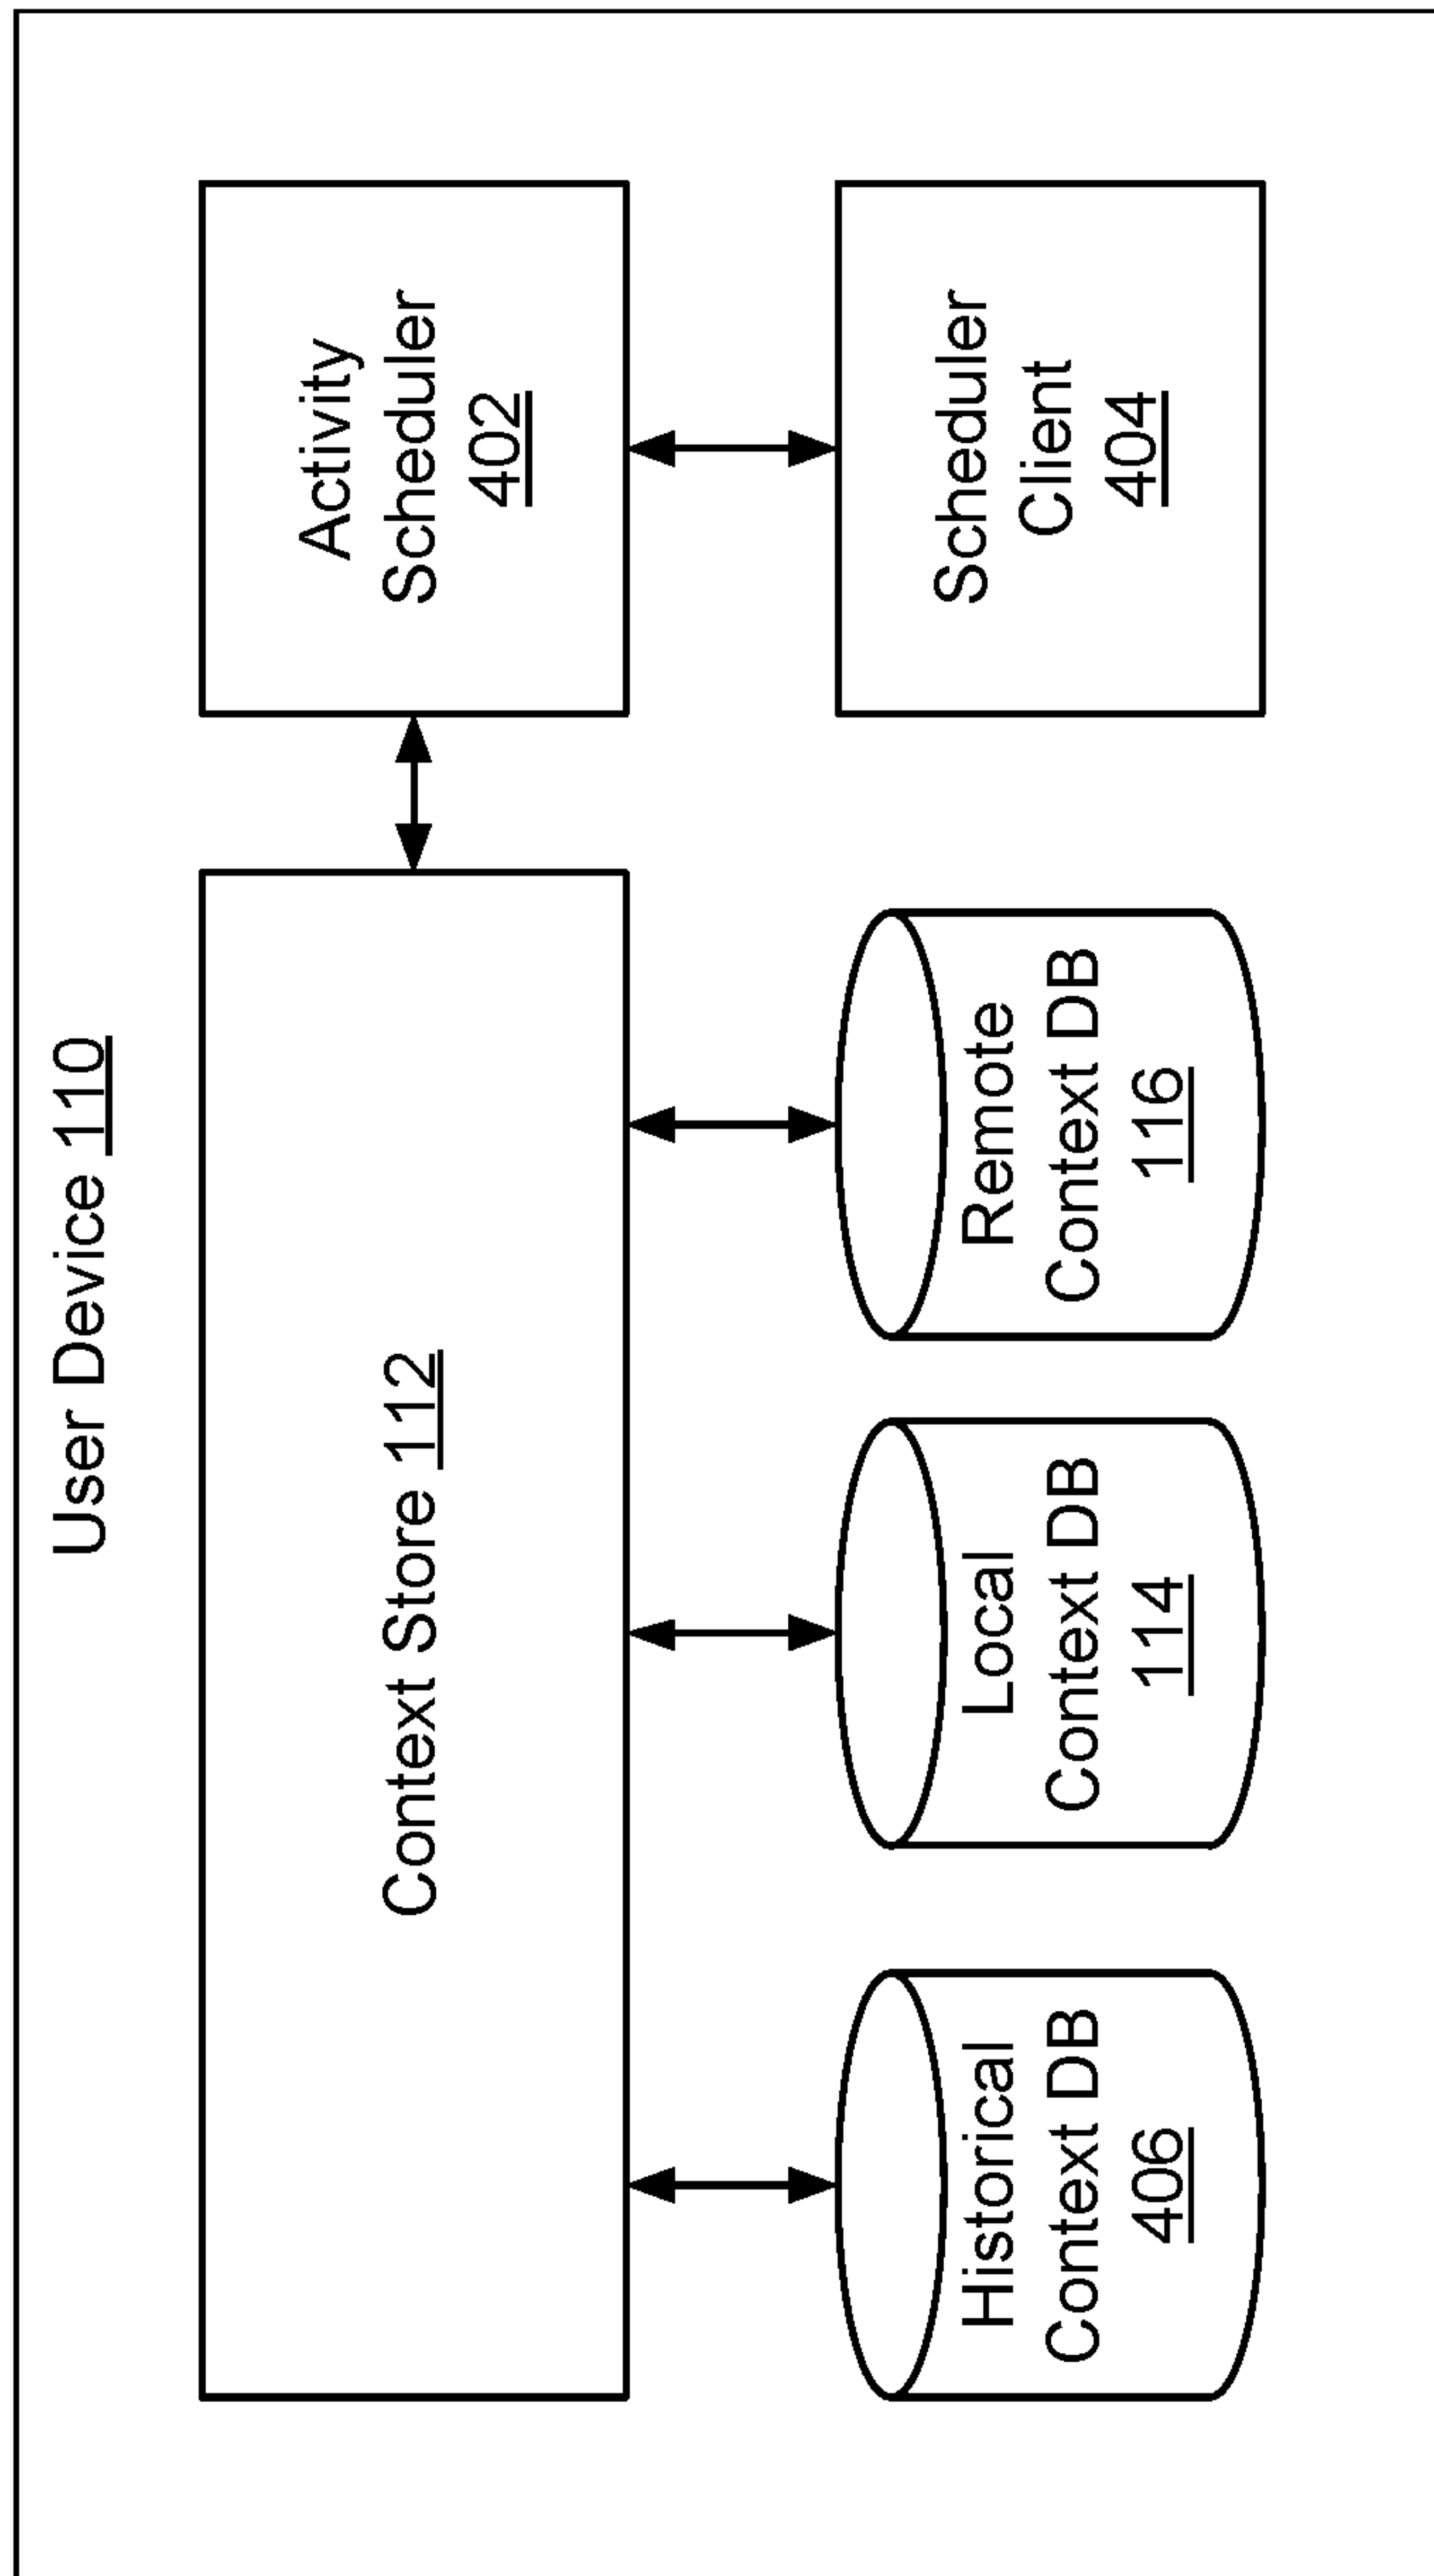 User Device 110
Context Store 112
Activity
Scheduler
402
Historical
Context DB
406
Local
Context DB
114
Remote
Context DB
116
Scheduler
Client
404